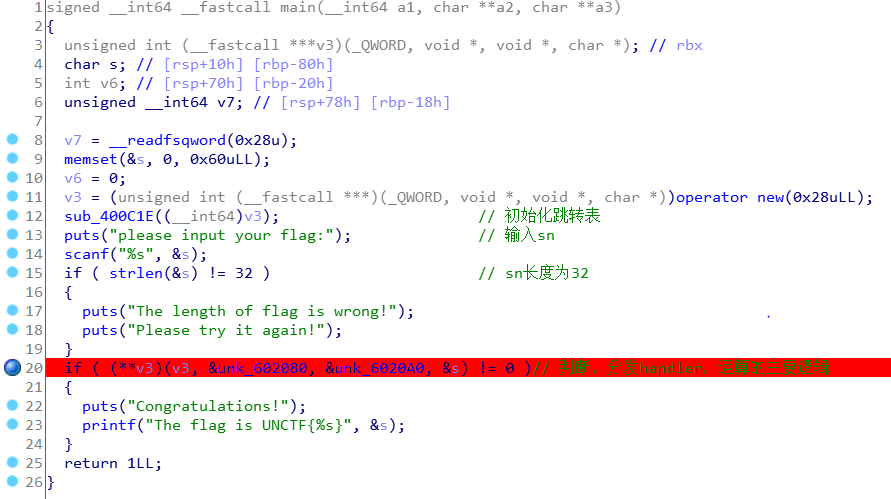 1 signed __int64 __fastcall main(__int64 a1, char **a2, char **a3)
2 {
3 unsigned int (__fastcall ***v3)(_QWORD, void *, void *, char *); // rbx
4 char s; // [rsp+10h] [rbp-80h]
5 int v6; // [rsp+70h] [rbp-20h]
6 unsigned __int64 v7; // [rsp+78h] [rbp-18h]
7
8 v7 = __readfsqword(0x28u);
9 memset(&s, 0, 0x60uLL);
10 v6 = 0;
11 v3 = (unsigned int (__fastcall ***)(_QWORD, void *, void *, char *))operator new(0x28uLL);
12 sub_400C1E((__int64)v3); // 初始化跳转表
13 puts("please input your flag:"); // 输入sn
14 scanf("%s", &s);
15 if ( strlen(&s) != 32 ) // sn长度为32
16 {
17 puts("The length of flag is wrong!");
18 puts("Please try it again!");
19 }
20 if ( (**v3)(v3, &unk_602080, &unk_6020A0, &s) != 0 )// handler
21 {
22 puts("Congratulations!");
23 printf("The flag is UNCTF{%s}", &s);
24 }
25 return 1LL;
26 }